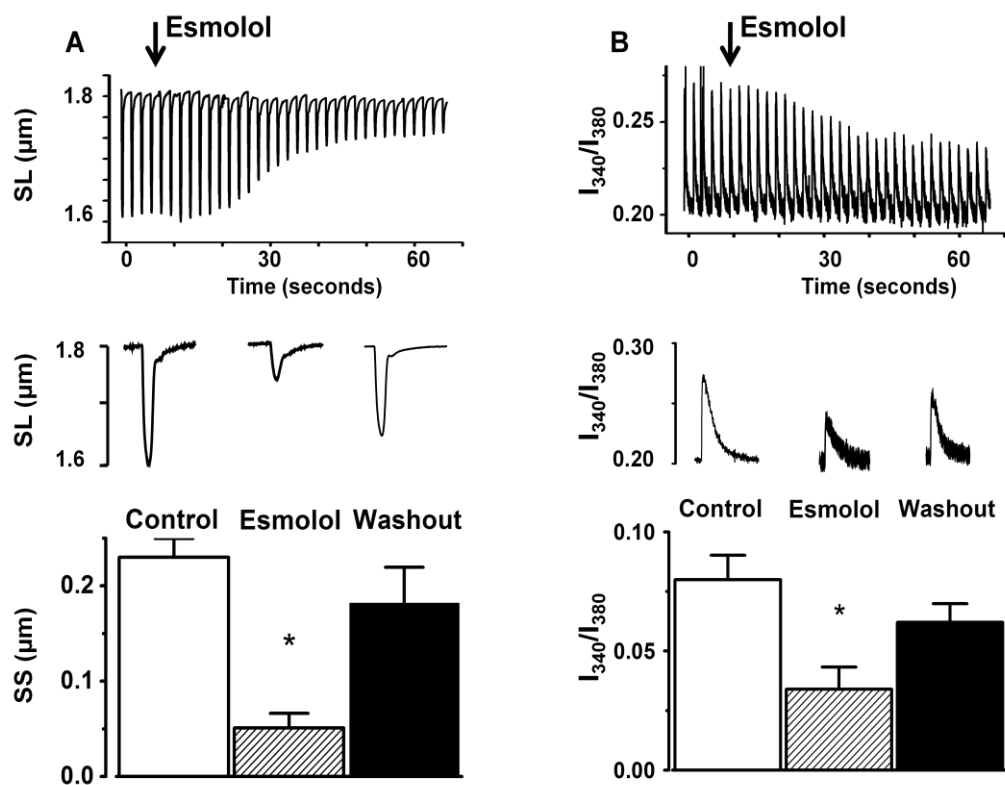 A
Esmolol
SL (µm)
1.8
1.6
0
30
60
Time (seconds)
SL (µm)
1.8
1.6
Control
Esmolol
Washout
SS (µm)
0.2
0.1
0.0
*
B
Esmolol
I340/I380
0.25
0.20
0
30
60
Time (seconds)
I340/I380
0.30
0.20
Control
Esmolol
Washout
I340/I380
0.10
0.05
0.00
*